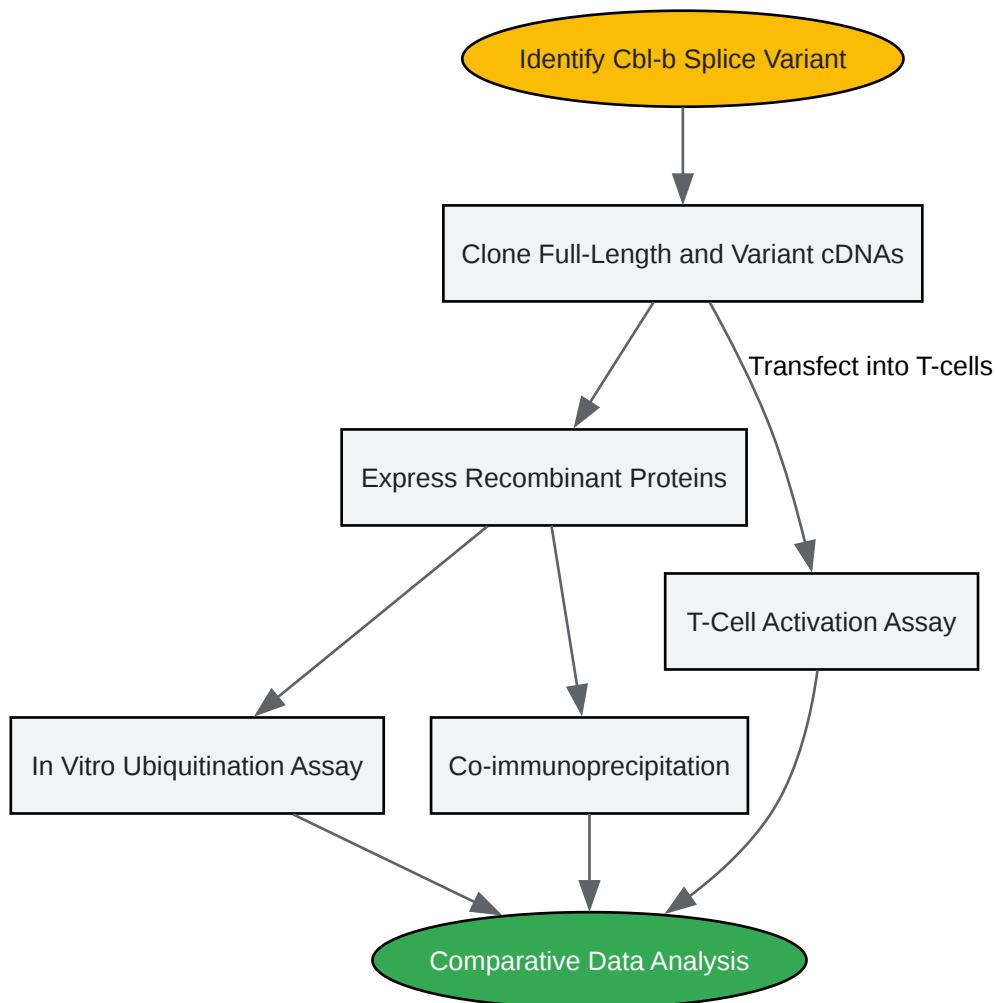 Identify Cbl-b Splice Variant
Clone Full-Length and Variant cDNAs
Transfect into T-cells
Express Recombinant Proteins
T-Cell Activation Assay
In Vitro Ubiquitination Assay
Co-immunoprecipitation
Comparative Data Analysis